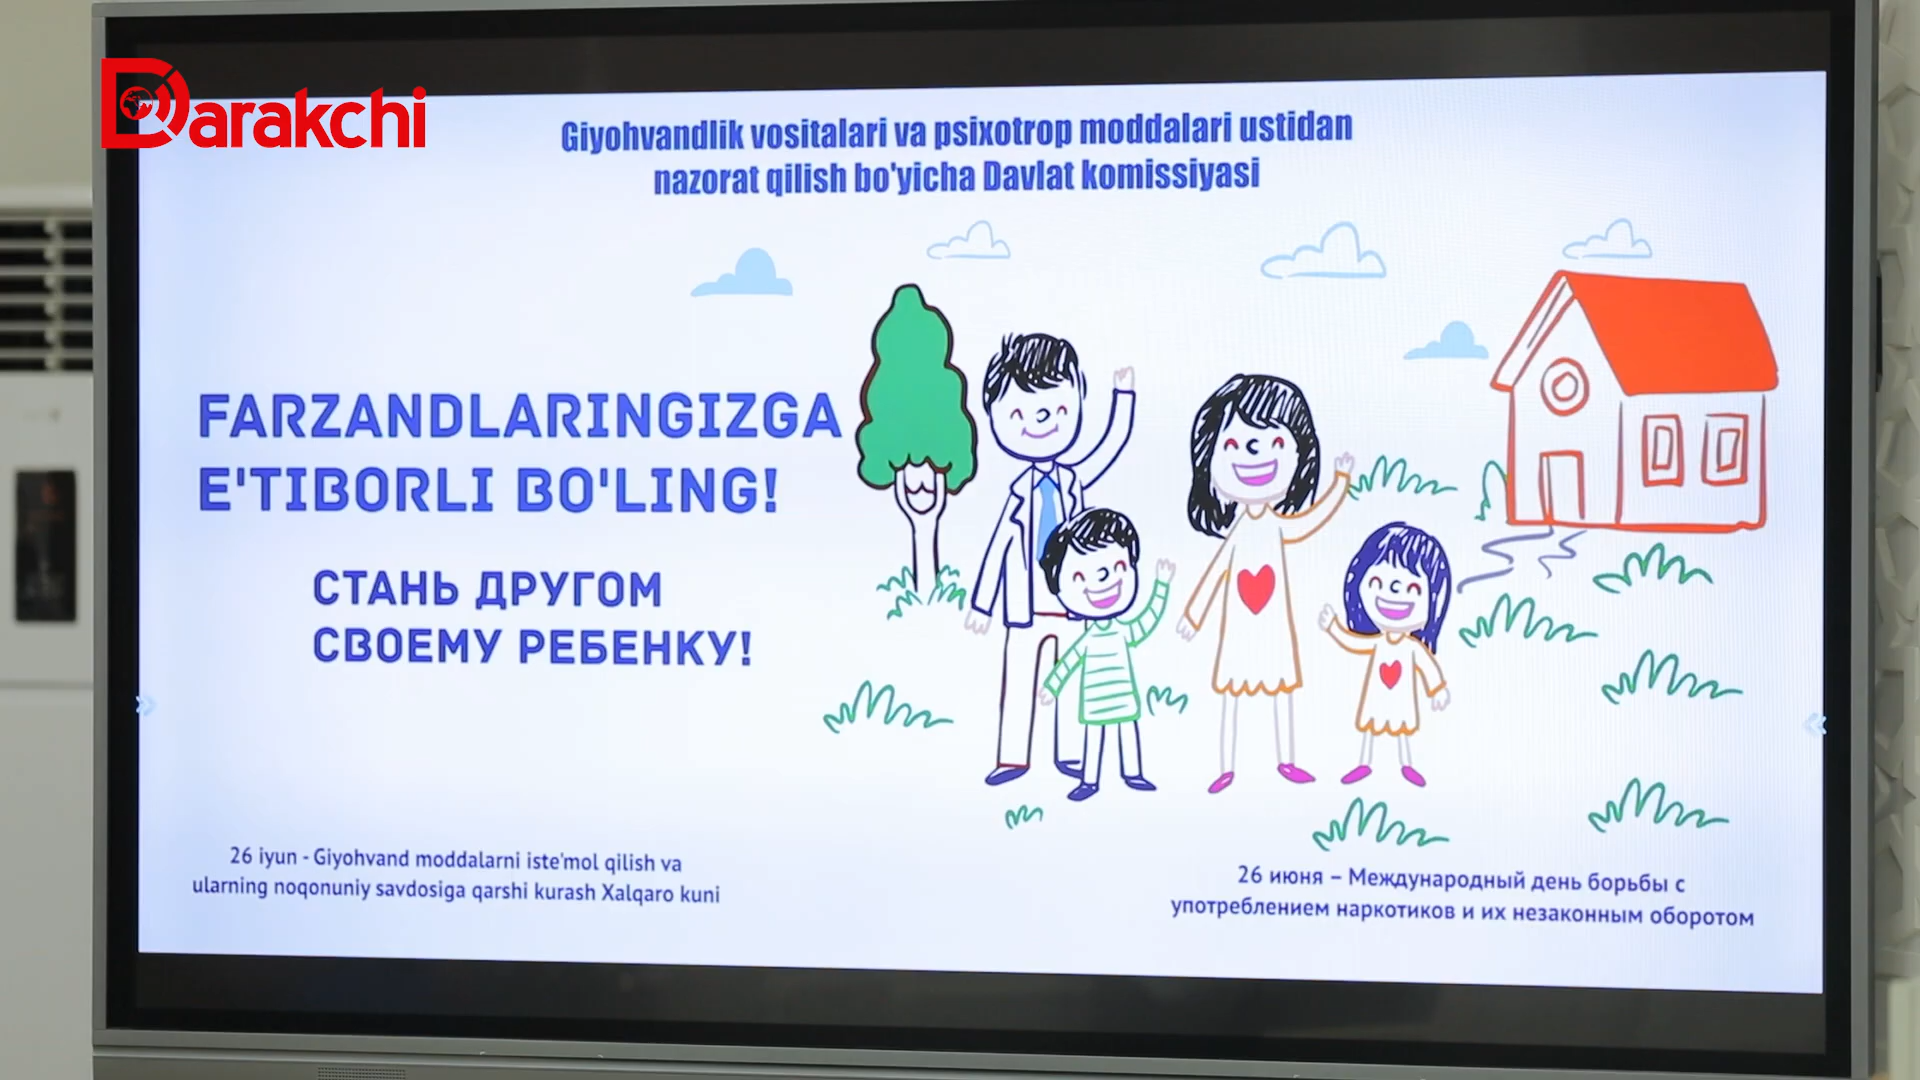 Darakchi
Giyohvandlik vositalari va psixotrop moddalari ustidan
nazorat qilish bo'yicha Davlat komissiyasi
FARZANDLARINGIZGA
E'TIBORLI BO'LING!
СТАНЬ ДРУГОМ
СВОЕМУ РЕБЕНКУ!
26 iyun - Giyohvand moddalarni iste'mol qilish va
ularning noqonuniy savdosiga qarshi kurash Xalqaro kuni
26 июня – Международный день борьбы с
употреблением наркотиков и их незаконным оборотом